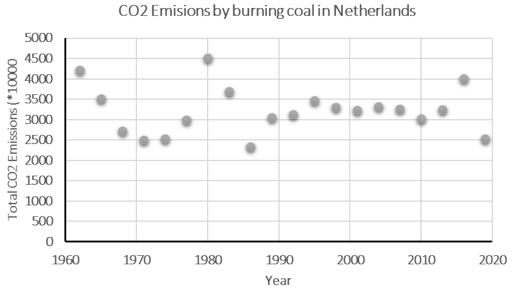 CO2 Emisions by burning coal in Netherlands
Total CO2 Emissions (*10000
5000
4500
4000
3500
3000
2500
2000
1500
1000
500
0
1960 1970 1980 1990 2000 2010 2020
Year